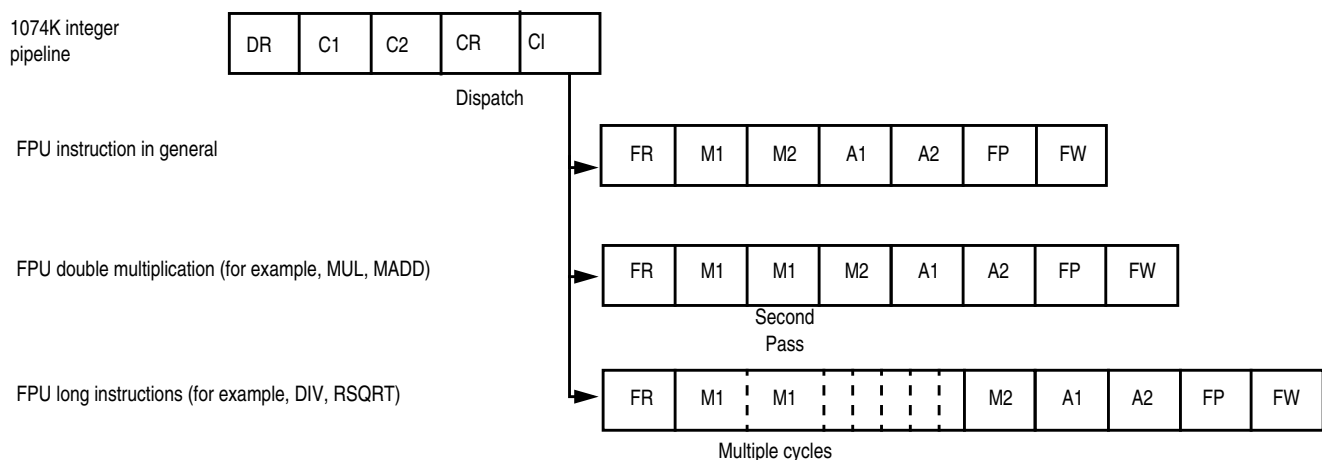 1074K integer
pipeline
DR C1 C2 CR CI
Dispatch
FPU instruction in general
FR M1 M2 A1 A2 FP FW
FPU double multiplication (for example, MUL, MADD)
FR M1 M1 M2 A1 A2 FP FW
Second
Pass
FPU long instructions (for example, DIV, RSQRT)
FR M1 M1 M2 A1 A2 FP FW
Multiple cycles